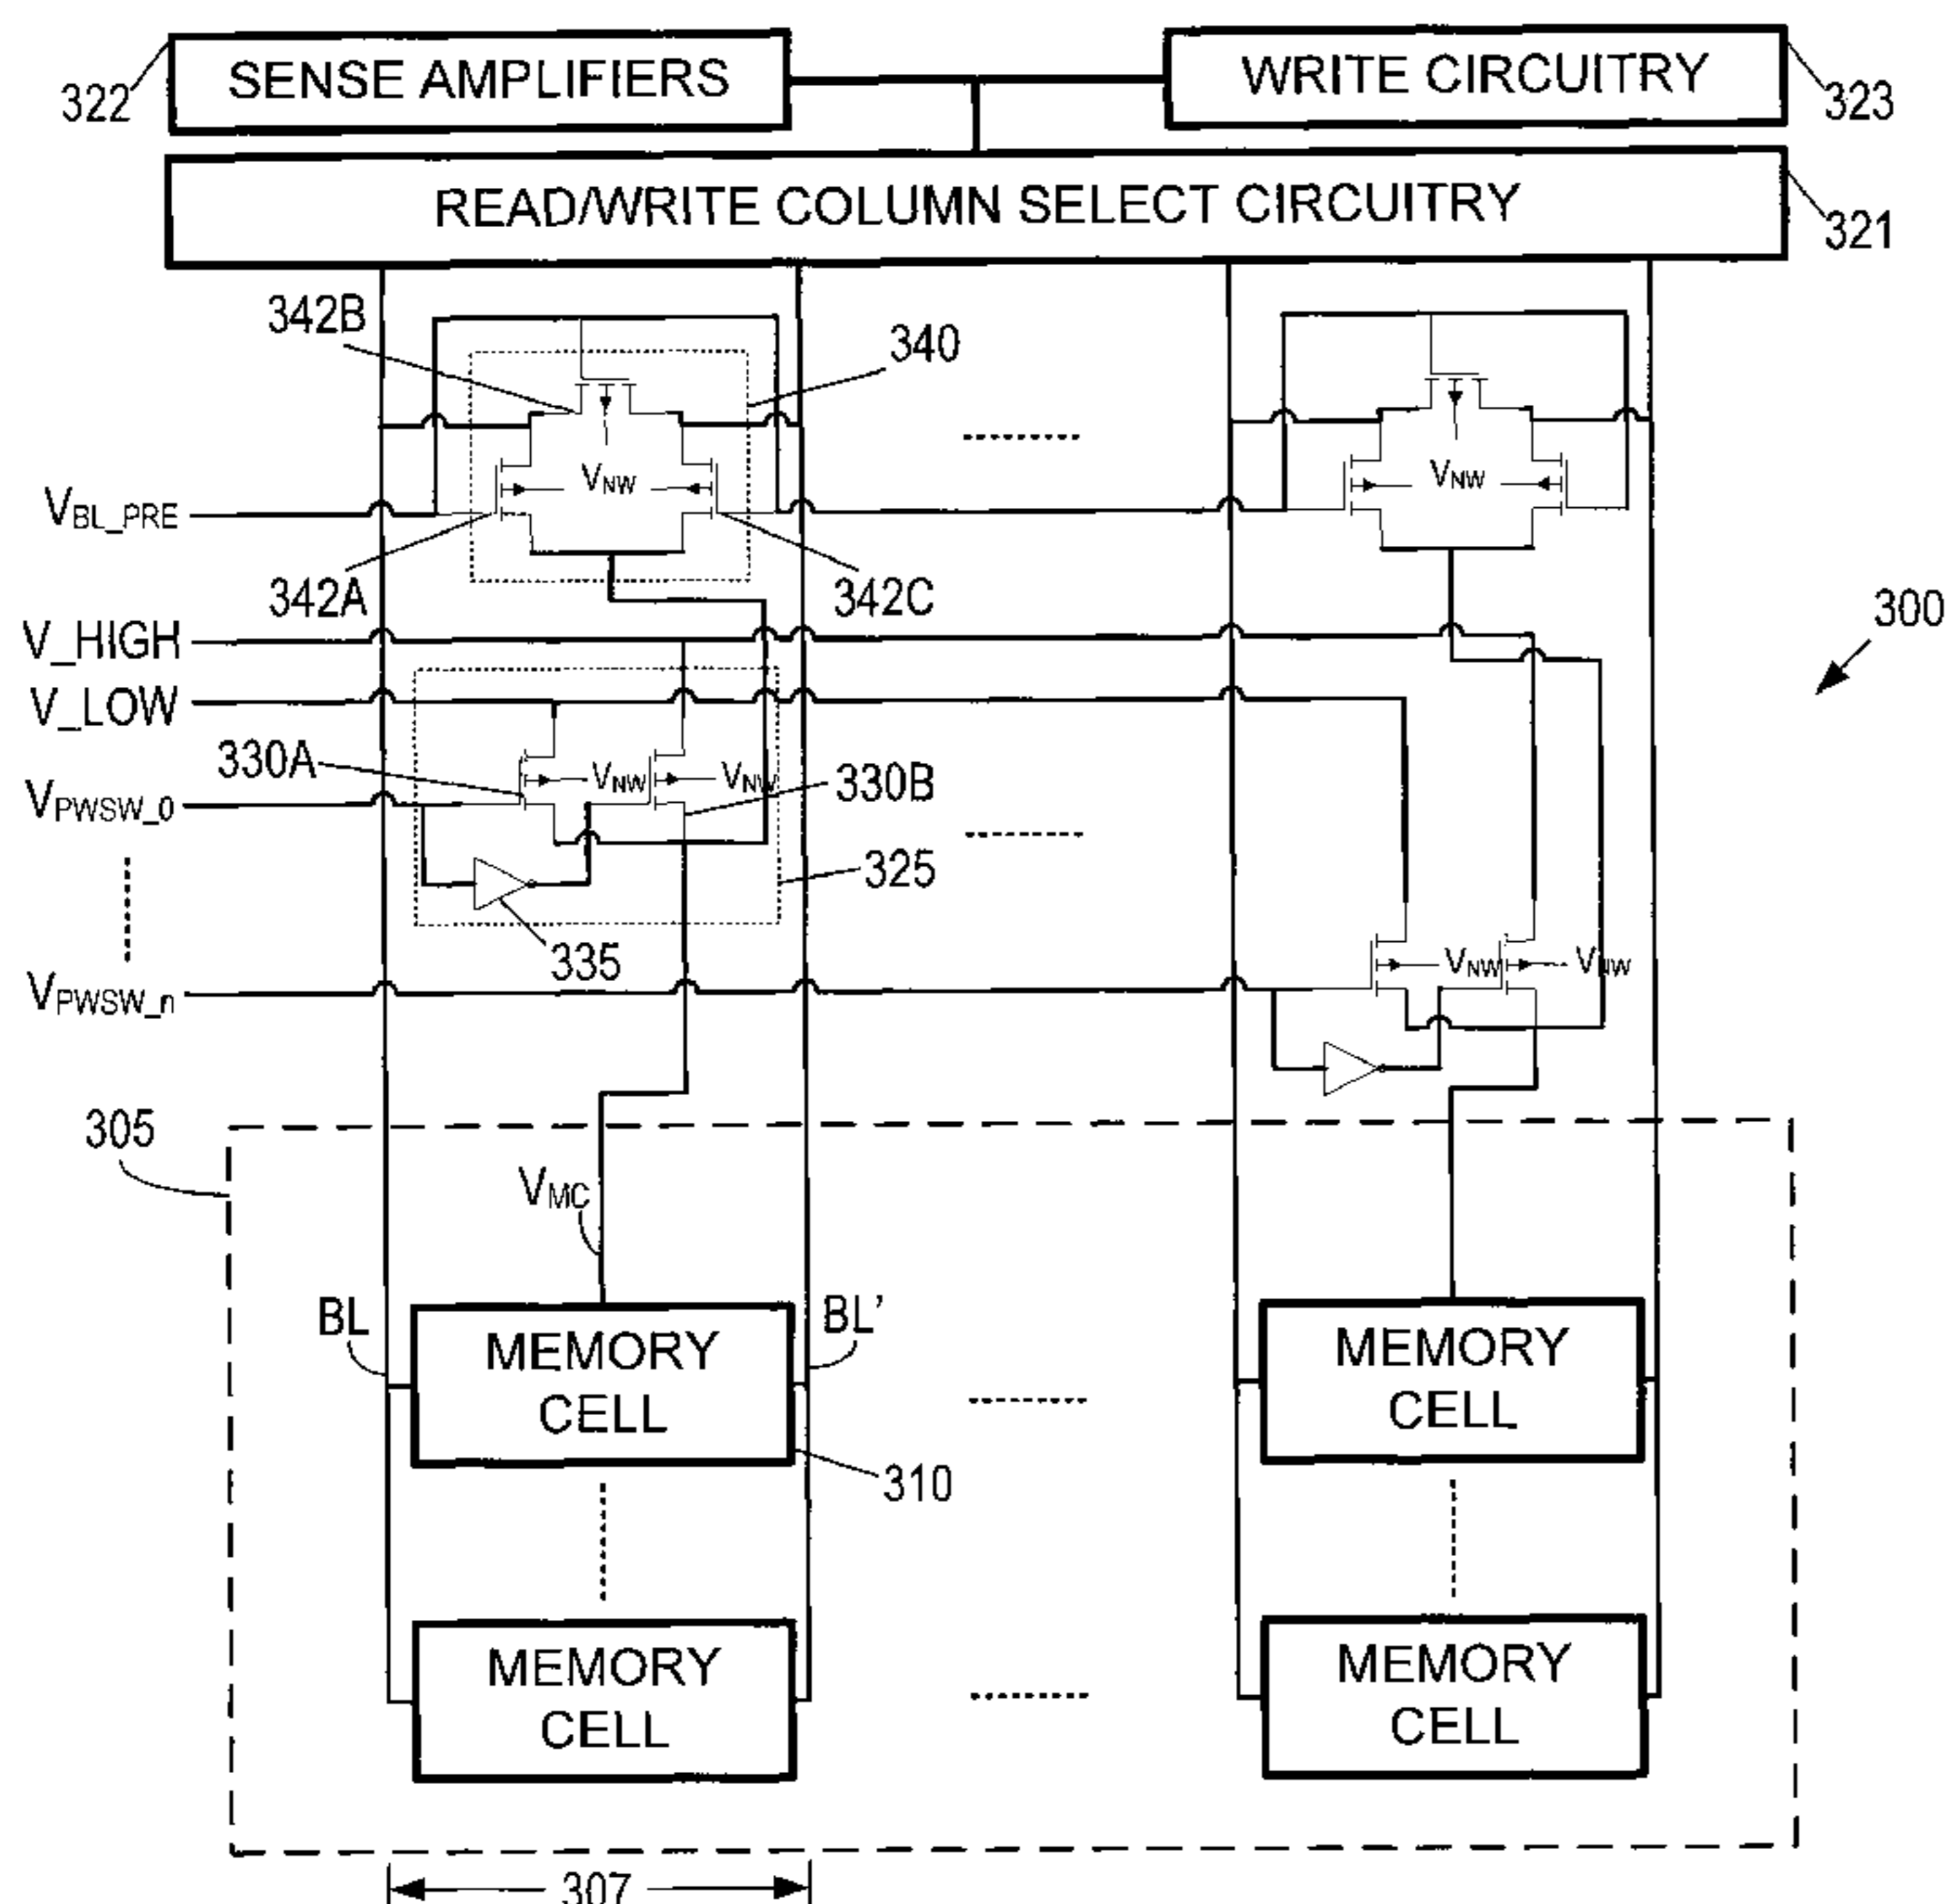 SENSE AMPLIFIERS
WRITE CIRCUITRY
322
323
READ/WRITE COLUMN SELECT CIRCUITRY
321
342B
340
VBL_PRE
VNW
VNW
342A
342C
300
V_HIGH
V_LOW
330A
VNW
VNW
330B
VPWSW_0
325
335
VNW
VNW
VPWSW_n
305
VMC
BL
BL'
MEMORY
CELL
MEMORY
CELL
310
MEMORY
CELL
MEMORY
CELL
307